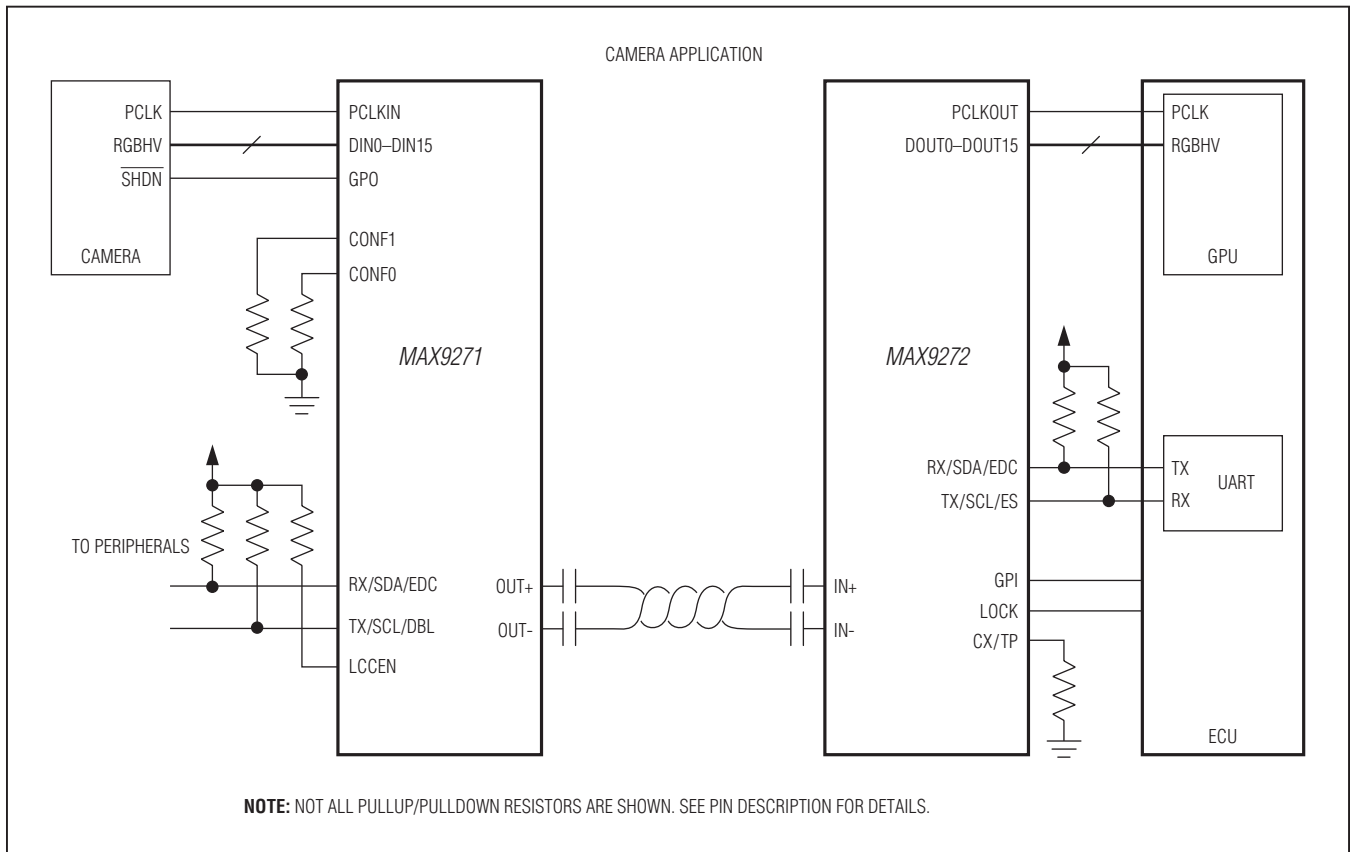 CAMERA APPLICATION
PCLK
RGBHV
SHDN
CAMERA
PCLKIN
DIN0–DIN15
GPO
CONF1
CONF0
MAX9271
TO PERIPHERALS
RX/SDA/EDC
TX/SCL/DBL
LCCEN
OUT+
OUT-
IN+
IN-
PCLKOUT
DOUT0–DOUT15
MAX9272
RX/SDA/EDC
TX/SCL/ES
GPI
LOCK
CX/TP
PCLK
RGBHV
GPU
TX
RX
UART
ECU
NOTE: NOT ALL PULLUP/PULLDOWN RESISTORS ARE SHOWN. SEE PIN DESCRIPTION FOR DETAILS.